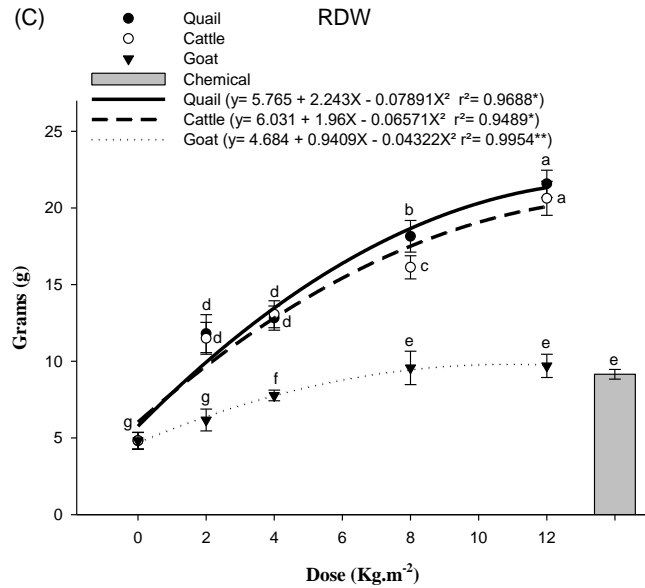 (C) RDW
Quail
Cattle
Goat
Chemical
Quail (y= 5.765 + 2.243X - 0.07891X² r²= 0.9688*)
Cattle (y= 6.031 + 1.96X - 0.06571X² r²= 0.9489*)
Goat (y= 4.684 + 0.9409X - 0.04322X² r²= 0.9954**)
25
20
15
10
5
0
Grams (g)
a
a
b
c
d
d
d
d
e
e
e
f
g
g
0 2 4 6 8 10 12
Dose (Kg.m⁻²)